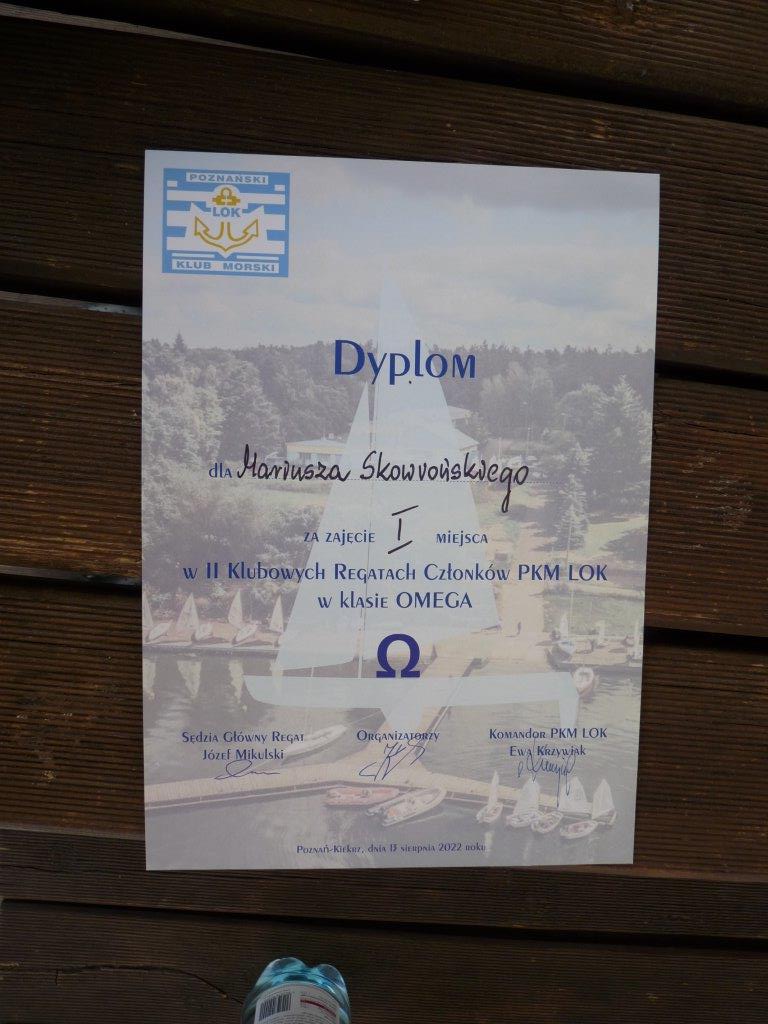 POZNAŃSKI
LOK
KLUB MORSKI
Dyplom
dla Mariusza Skowrońskiego
za zajęcie I miejsca
w II Klubowych Regatach Członków PKM LOK
w klasie OMEGA
Ω
Sędzia Główny Regat Organizatorzy Komandor PKM LOK
Józef Mikulski Ewa Krzywiak
Poznań-Kiekrz, dnia 13 sierpnia 2022 roku